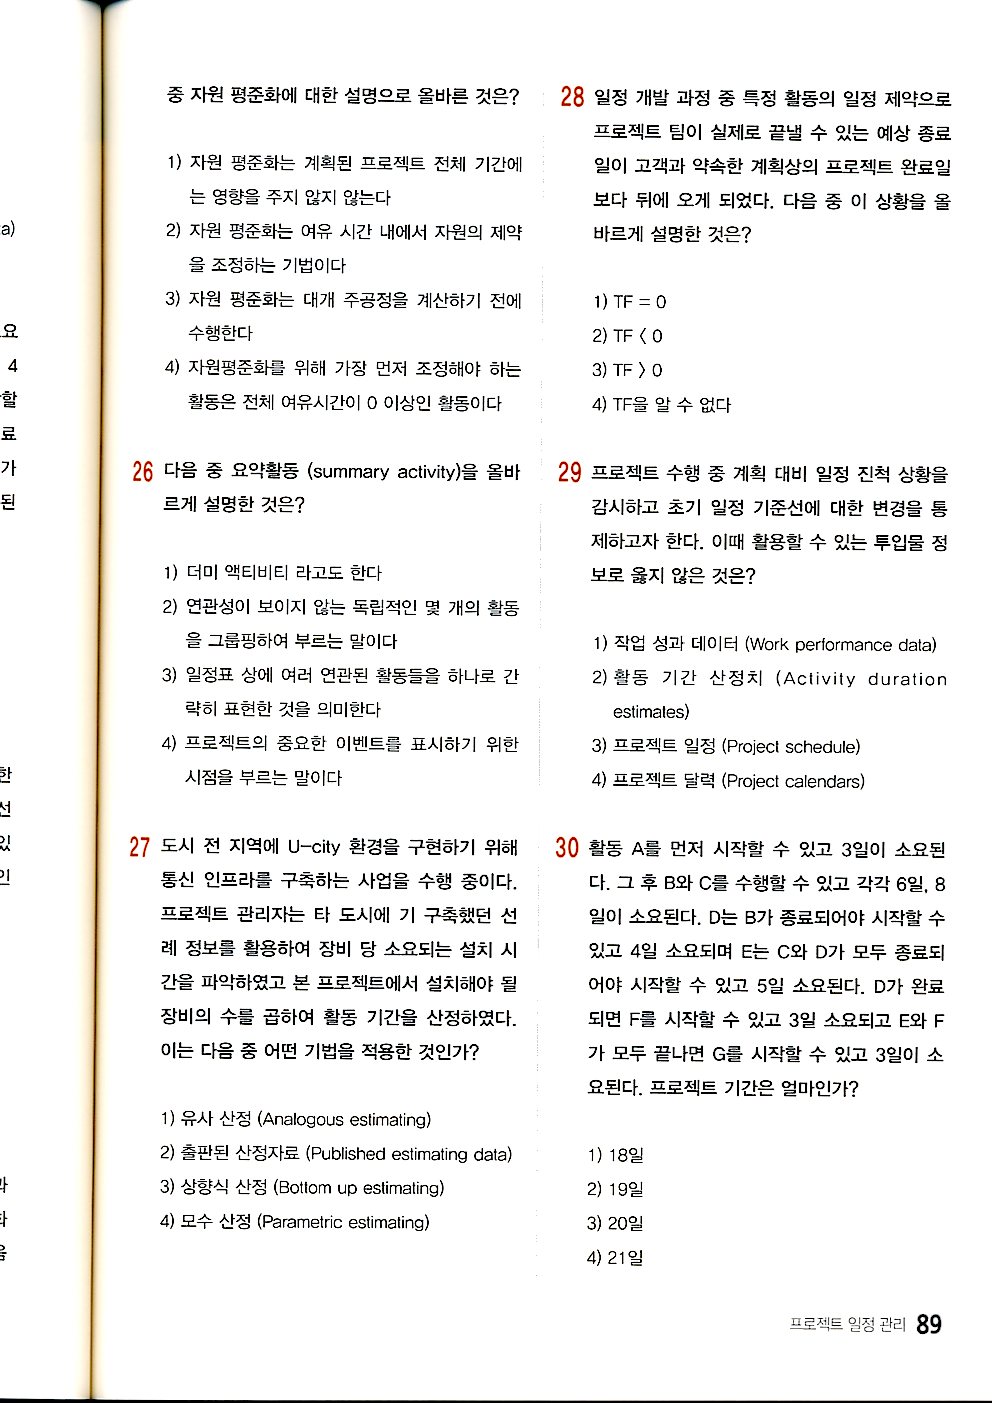 a)
요
4
할
료
가
된
한
선
있
인
과
화
음
중 자원 평준화에 대한 설명으로 올바른 것은?
1) 자원 평준화는 계획된 프로젝트 전체 기간에
는 영향을 주지 않지 않는다
2) 자원 평준화는 여유 시간 내에서 자원의 제약
을 조정하는 기법이다
3) 자원 평준화는 대개 주공정을 계산하기 전에
수행한다
4) 자원평준화를 위해 가장 먼저 조정해야 하는
활동은 전체 여유시간이 0 이상인 활동이다
26 다음 중 요약활동 (summary activity)을 올바
르게 설명한 것은?
1) 더미 액티비티 라고도 한다
2) 연관성이 보이지 않는 독립적인 몇 개의 활동
을 그룹핑하여 부르는 말이다
3) 일정표 상에 여러 연관된 활동들을 하나로 간
략히 표현한 것을 의미한다
4) 프로젝트의 중요한 이벤트를 표시하기 위한
시점을 부르는 말이다
27 도시 전 지역에 U-city 환경을 구현하기 위해
통신 인프라를 구축하는 사업을 수행 중이다.
프로젝트 관리자는 타 도시에 기 구축했던 선
례 정보를 활용하여 장비 당 소요되는 설치 시
간을 파악하였고 본 프로젝트에서 설치해야 될
장비의 수를 곱하여 활동 기간을 산정하였다.
이는 다음 중 어떤 기법을 적용한 것인가?
1) 유사 산정 (Analogous estimating)
2) 출판된 산정자료 (Published estimating data)
3) 상향식 산정 (Bottom up estimating)
4) 모수 산정 (Parametric estimating)
28 일정 개발 과정 중 특정 활동의 일정 제약으로
프로젝트 팀이 실제로 끝낼 수 있는 예상 종료
일이 고객과 약속한 계획상의 프로젝트 완료일
보다 뒤에 오게 되었다. 다음 중 이 상황을 올
바르게 설명한 것은?
1) TF = 0
2) TF < 0
3) TF > 0
4) TF을 알 수 없다
29 프로젝트 수행 중 계획 대비 일정 진척 상황을
감시하고 초기 일정 기준선에 대한 변경을 통
제하고자 한다. 이때 활용할 수 있는 투입물 정
보로 옳지 않은 것은?
1) 작업 성과 데이터 (Work performance data)
2) 활동 기간 산정치 (Activity duration
estimates)
3) 프로젝트 일정 (Project schedule)
4) 프로젝트 달력 (Project calendars)
30 활동 A를 먼저 시작할 수 있고 3일이 소요된
다. 그 후 B와 C를 수행할 수 있고 각각 6일, 8
일이 소요된다. D는 B가 종료되어야 시작할 수
있고 4일 소요되며 E는 C와 D가 모두 종료되
어야 시작할 수 있고 5일 소요된다. D가 완료
되면 F를 시작할 수 있고 3일 소요되고 E와 F
가 모두 끝나면 G를 시작할 수 있고 3일이 소
요된다. 프로젝트 기간은 얼마인가?
1) 18일
2) 19일
3) 20일
4) 21일
프로젝트 일정 관리 89